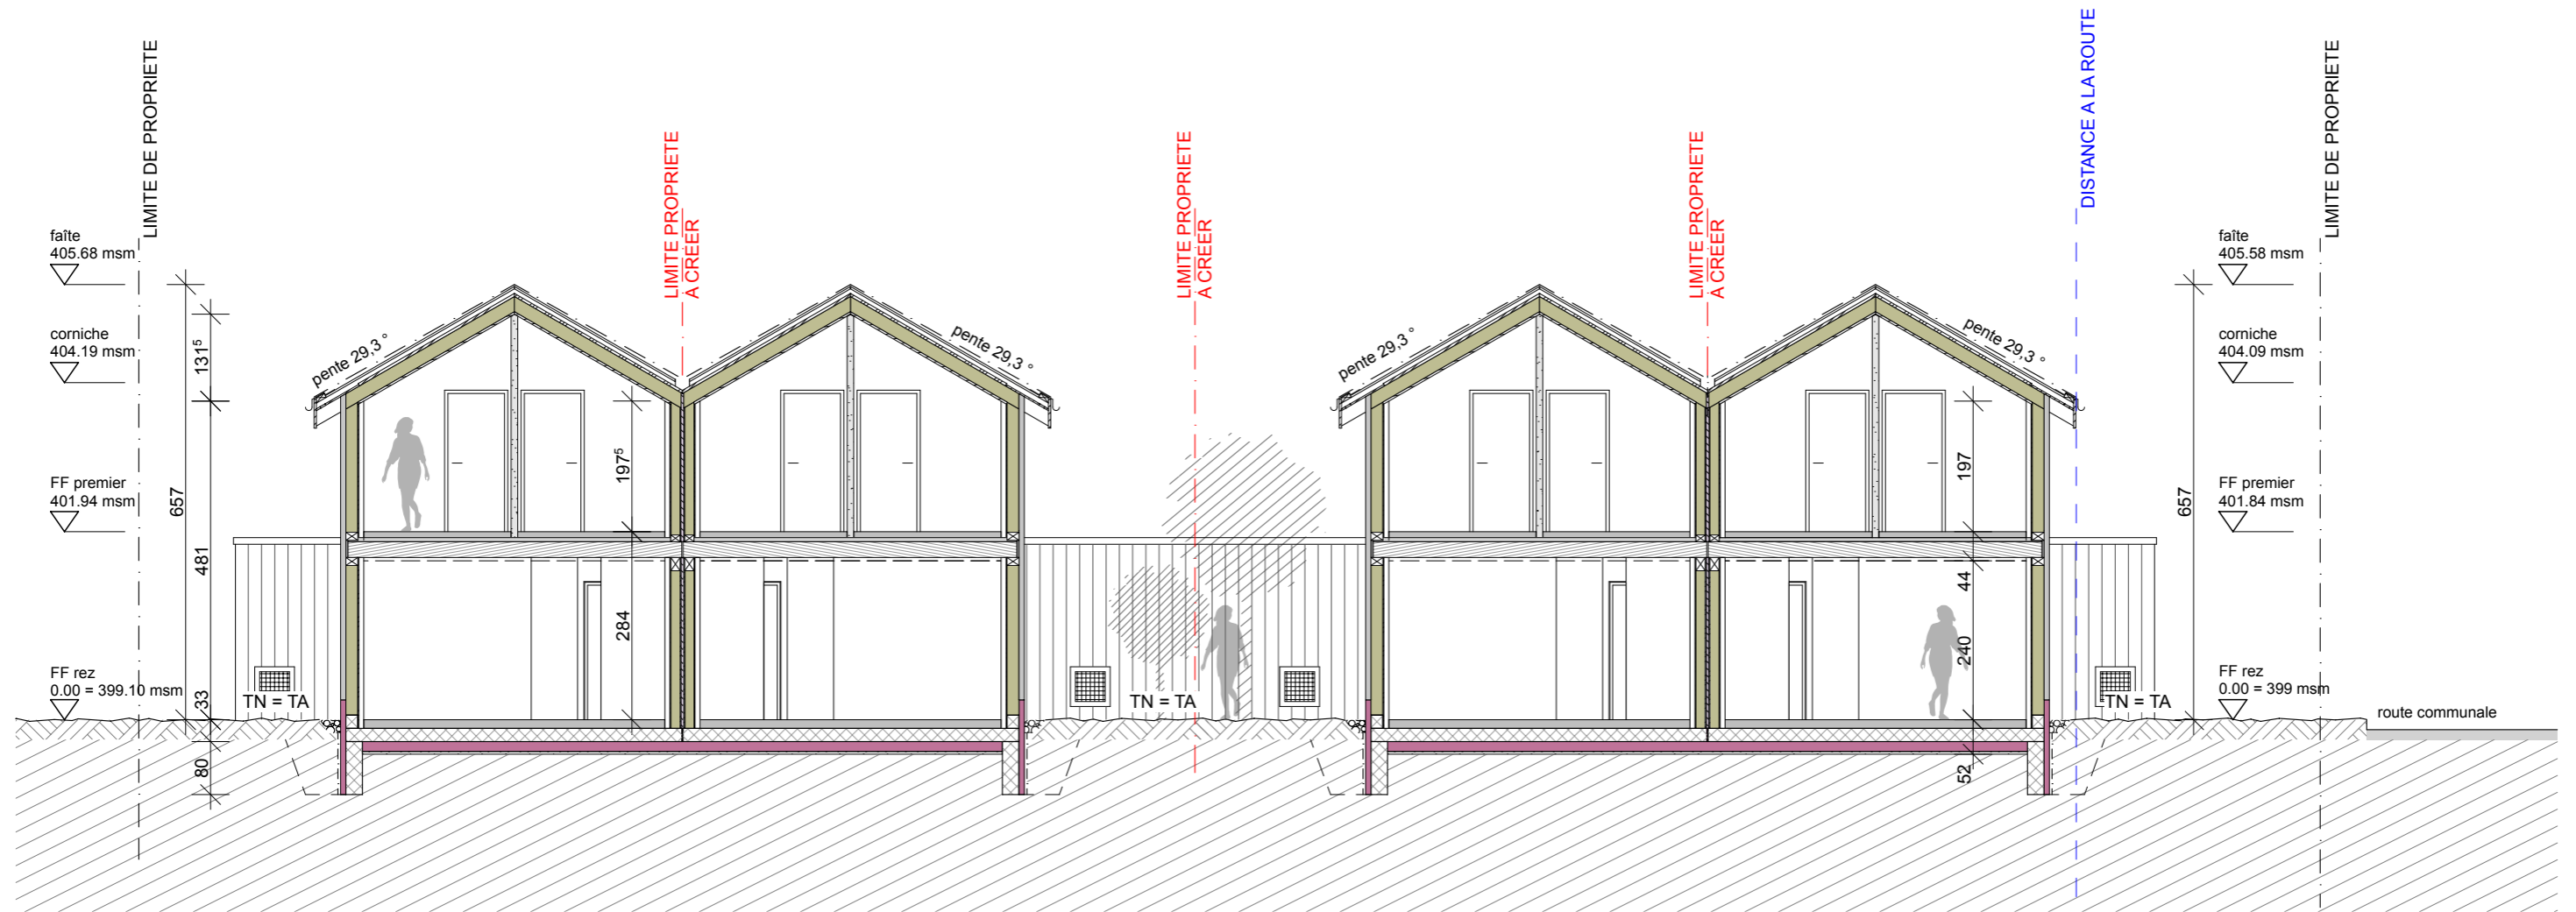 LIMITE DE PROPRIETE
LIMITE PROPRIETE
A CRÉER
LIMITE PROPRIETE
A CRÉER
LIMITE PROPRIETE
A CRÉER
DISTANCE A LA ROUTE
LIMITE DE PROPRIETE
faîte
405.68 msm
corniche
404.19 msm
FF premier
401.94 msm
FF rez
0.00 = 399.10 msm
657
131⁵
481
33
80
pente 29,3 °
pente 29,3 °
197⁵
284
TN = TA
TN = TA
pente 29,3 °
pente 29,3 °
197
44
240
52
TN = TA
657
faîte
405.58 msm
corniche
404.09 msm
FF premier
401.84 msm
FF rez
0.00 = 399 msm
route communale